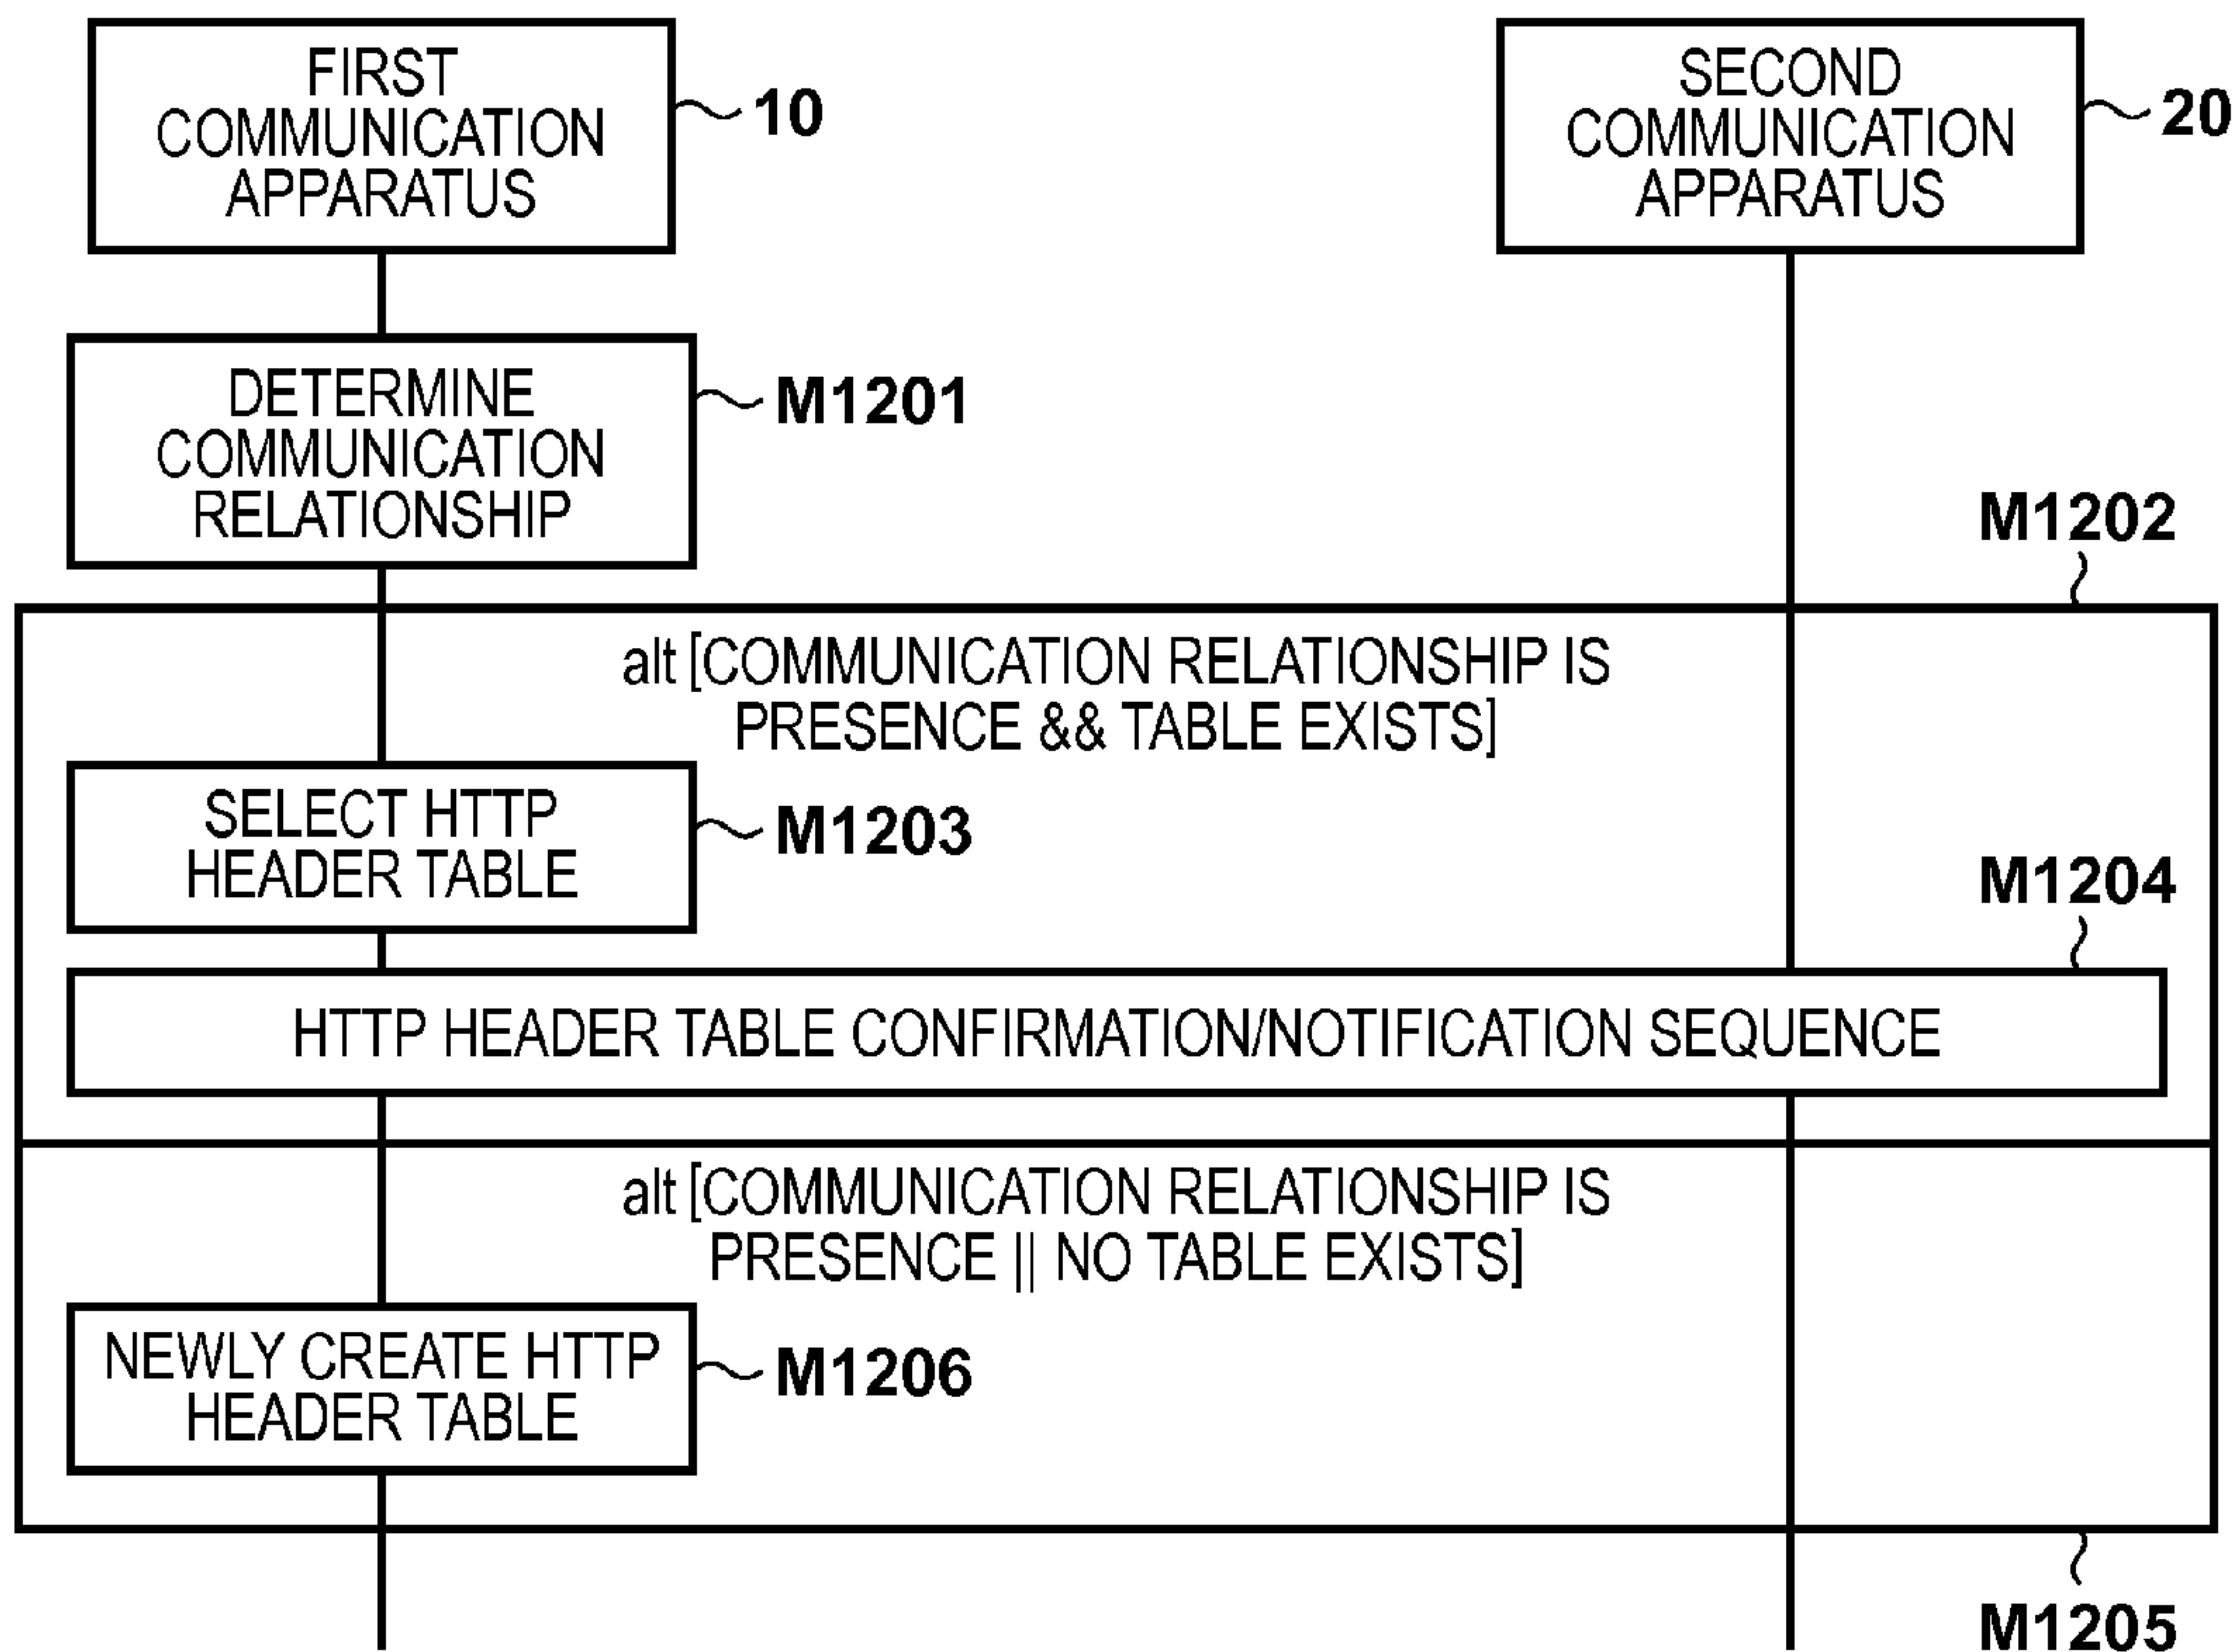 FIRST
COMMUNICATION
APPARATUS
10
SECOND
COMMUNICATION
APPARATUS
20
DETERMINE
COMMUNICATION
RELATIONSHIP
M1201
M1202
alt [COMMUNICATION RELATIONSHIP IS
PRESENCE && TABLE EXISTS]
SELECT HTTP
HEADER TABLE
M1203
M1204
HTTP HEADER TABLE CONFIRMATION/NOTIFICATION SEQUENCE
alt [COMMUNICATION RELATIONSHIP IS
PRESENCE || NO TABLE EXISTS]
NEWLY CREATE HTTP
HEADER TABLE
M1206
M1205